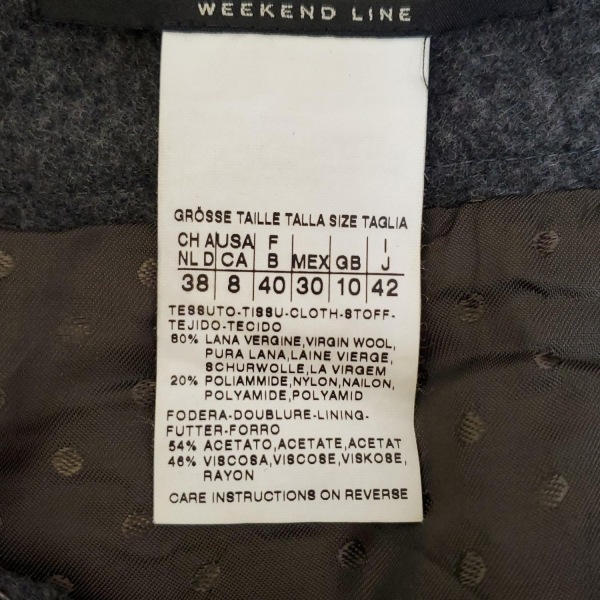 WEEKEND LINE
GRÖSSE TAILLE TALLA SIZE TAGLIA
CH A USA F I
NL D CA B MEX GB J
38 8 40 30 10 42
TESSUTO-TISSU-CLOTH-STOFF-
TEJIDO-TECIDO
80% LANA VERGINE,VIRGIN WOOL,
PURA LANA,LAINE VIERGE,
SCHURWOLLE,LA VIRGEM
20% POLIAMMIDE,NYLON,NAILON,
POLYAMIDE,POLYAMID
FODERA-DOUBLURE-LINING-
FUTTER-FORRO
54% ACETATO,ACETATE,ACETAT
46% VISCOSA,VISCOSE,VISKOSE,
RAYON
CARE INSTRUCTIONS ON REVERSE